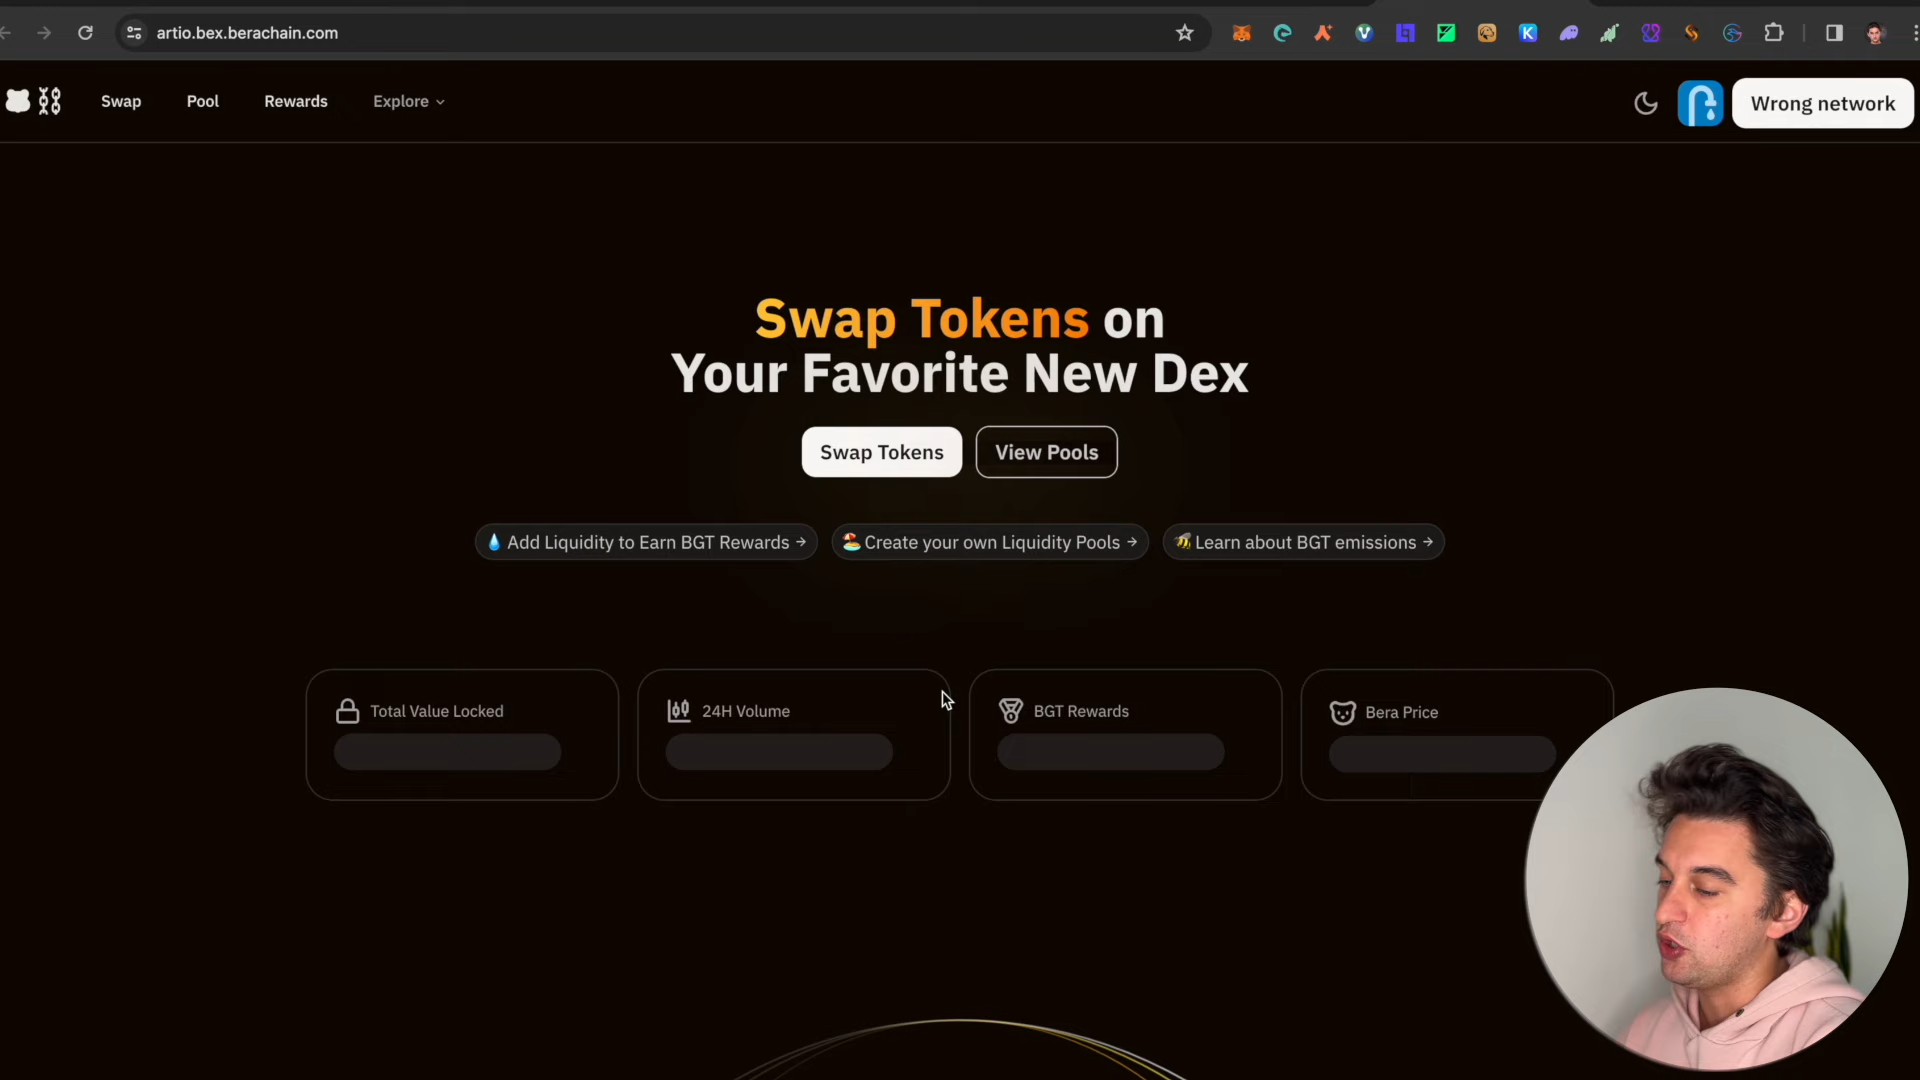 artio.bex.berachain.com
Swap
Pool
Rewards
Explore
Wrong network
Swap Tokens on
Your Favorite New Dex
Swap Tokens
View Pools
Add Liquidity to Earn BGT Rewards →
Create your own Liquidity Pools →
Learn about BGT emissions →
Total Value Locked
24H Volume
BGT Rewards
Bera Price